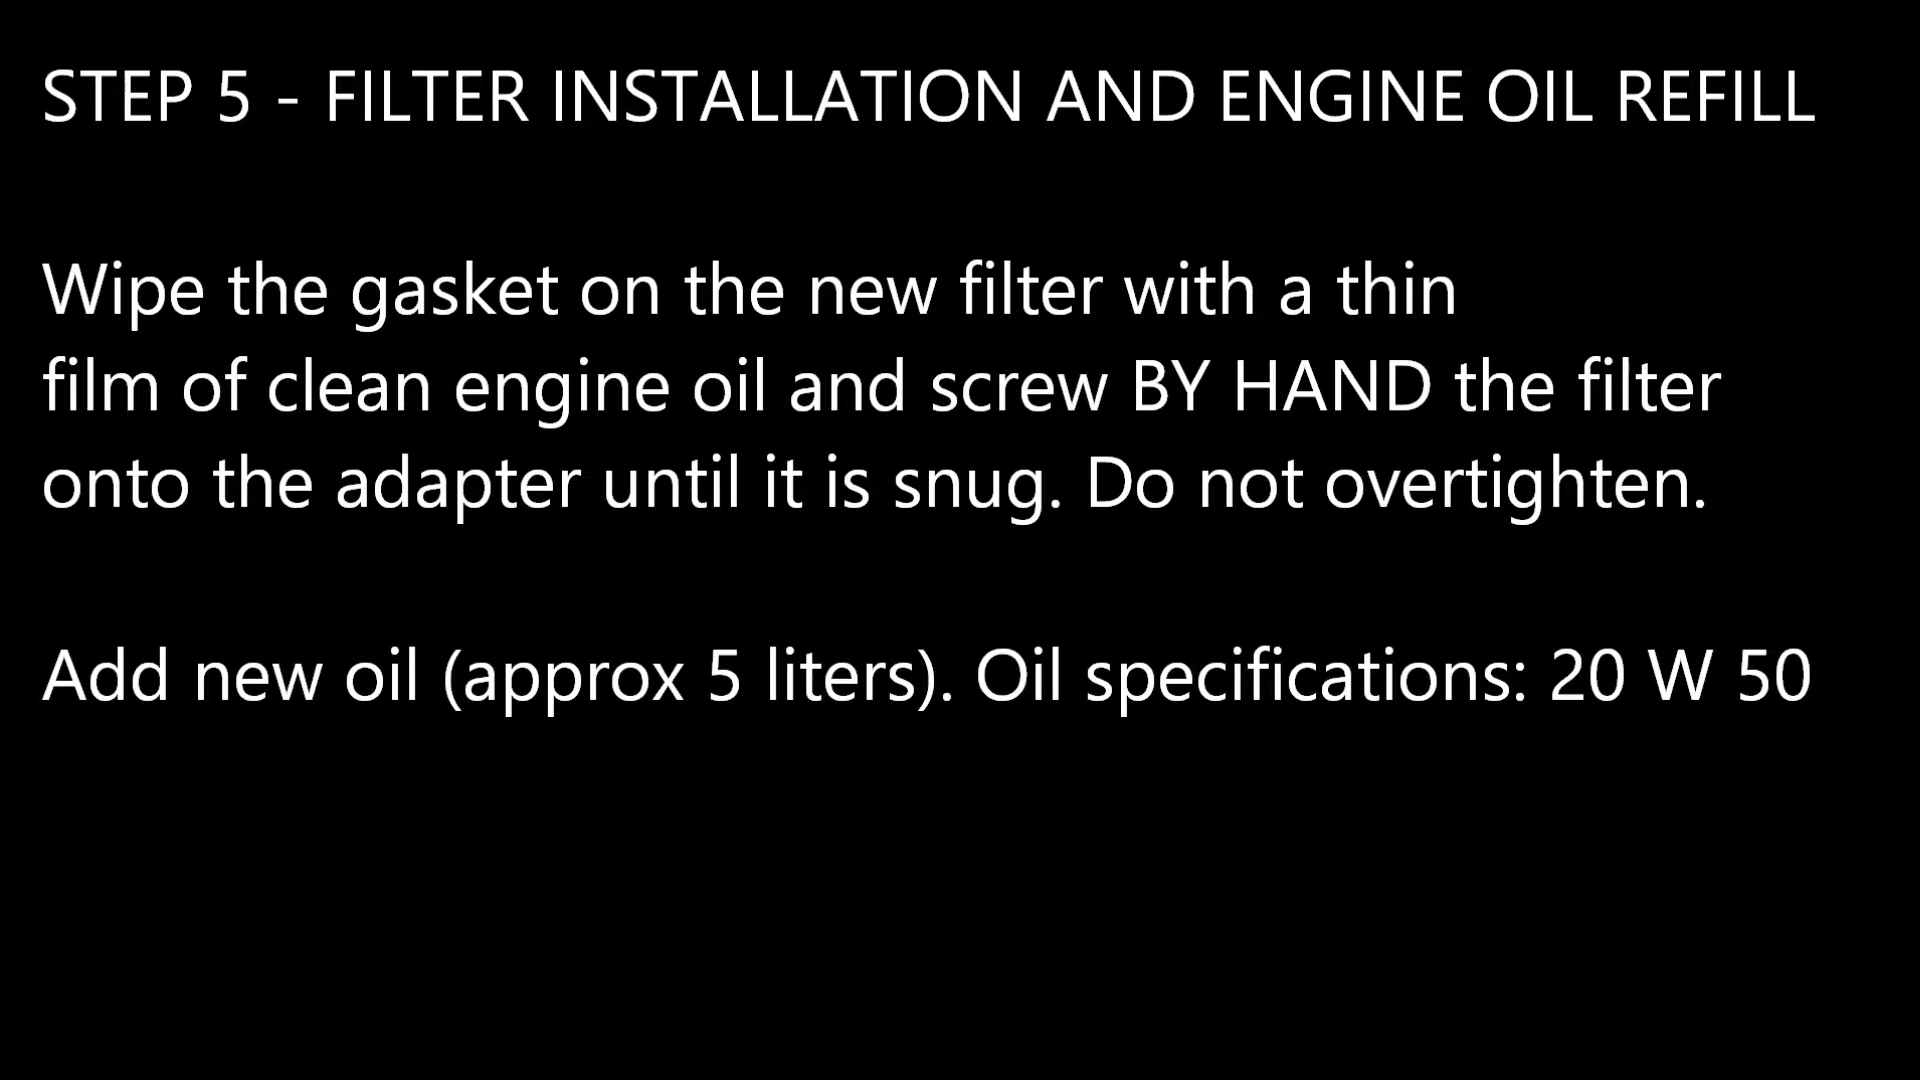 STEP 5 - FILTER INSTALLATION AND ENGINE OIL REFILL
Wipe the gasket on the new filter with a thin
film of clean engine oil and screw BY HAND the filter
onto the adapter until it is snug. Do not overtighten.
Add new oil (approx 5 liters). Oil specifications: 20 W 50